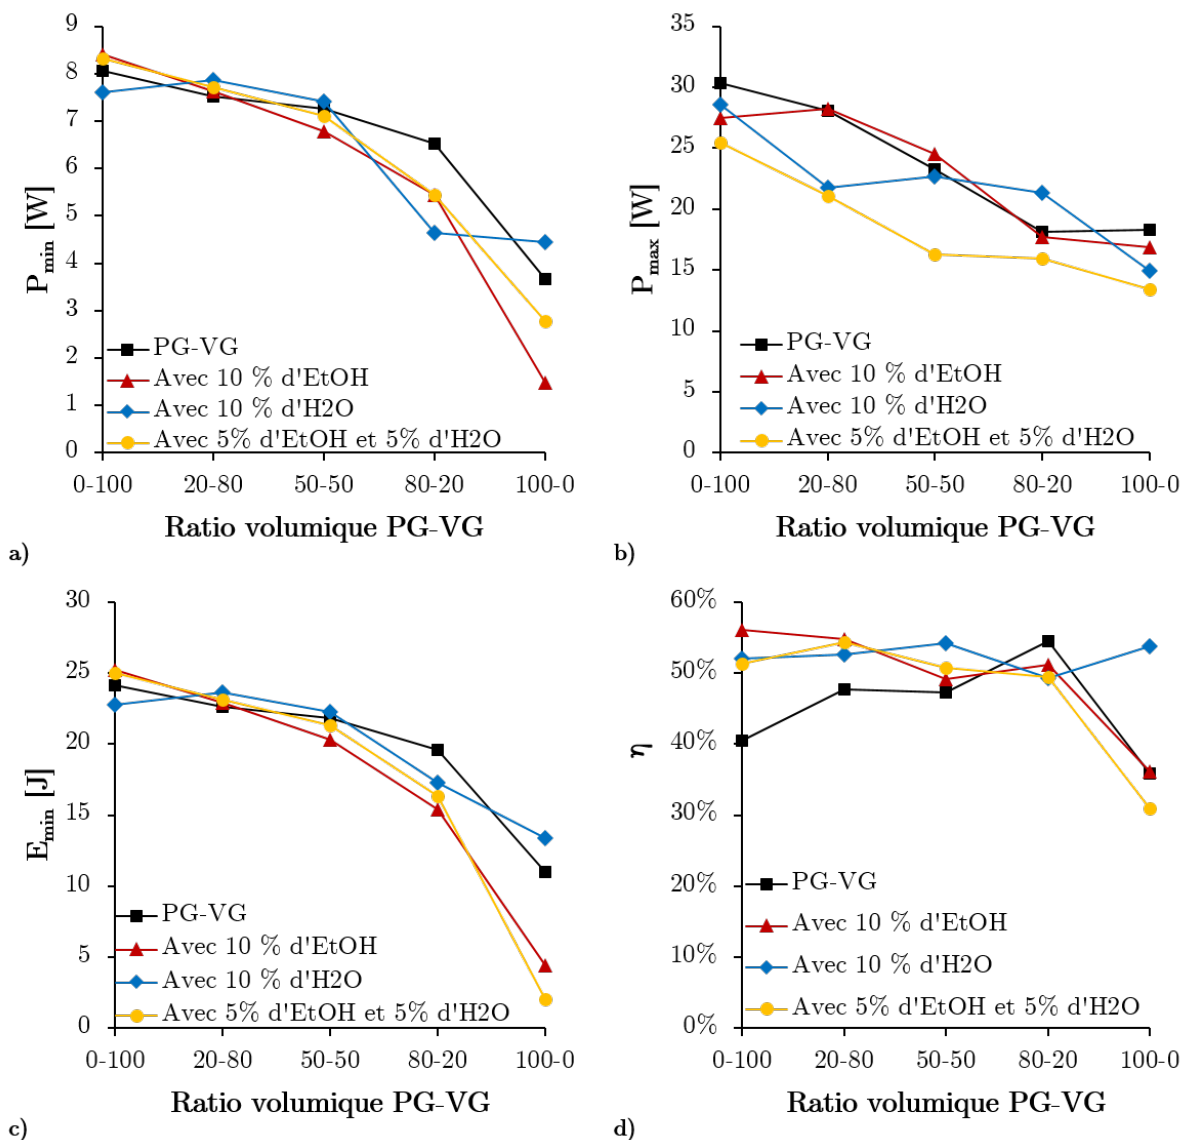 9
8
7
6
5
4
3
2
1
0
P_min [W]
PG-VG
Avec 10 % d'EtOH
Avec 10 % d'H2O
Avec 5% d'EtOH et 5% d'H2O
0-100 20-80 50-50 80-20 100-0
Ratio volumique PG-VG
a)
35
30
25
20
15
10
5
0
P_max [W]
PG-VG
Avec 10 % d'EtOH
Avec 10 % d'H2O
Avec 5% d'EtOH et 5% d'H2O
0-100 20-80 50-50 80-20 100-0
Ratio volumique PG-VG
b)
30
25
20
15
10
5
0
E_min [J]
PG-VG
Avec 10 % d'EtOH
Avec 10 % d'H2O
Avec 5% d'EtOH et 5% d'H2O
0-100 20-80 50-50 80-20 100-0
Ratio volumique PG-VG
c)
60%
50%
40%
30%
20%
10%
0%
η
PG-VG
Avec 10 % d'EtOH
Avec 10 % d'H2O
Avec 5% d'EtOH et 5% d'H2O
0-100 20-80 50-50 80-20 100-0
Ratio volumique PG-VG
d)